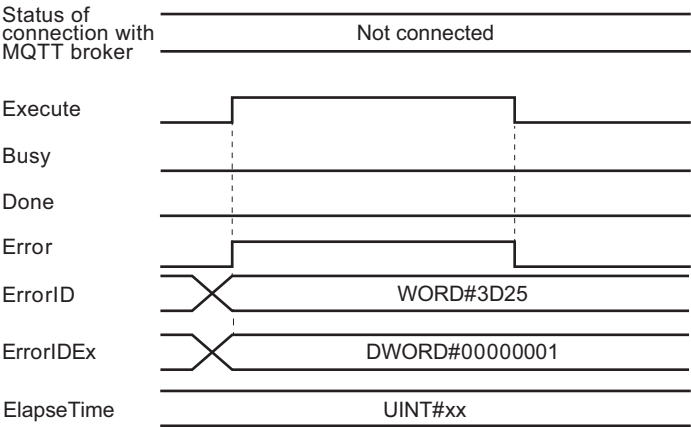 Status of
connection with
MQTT broker
Not connected
Execute
Busy
Done
Error
ErrorID
WORD#3D25
ErrorIDEx
DWORD#00000001
ElapseTime
UINT#xx